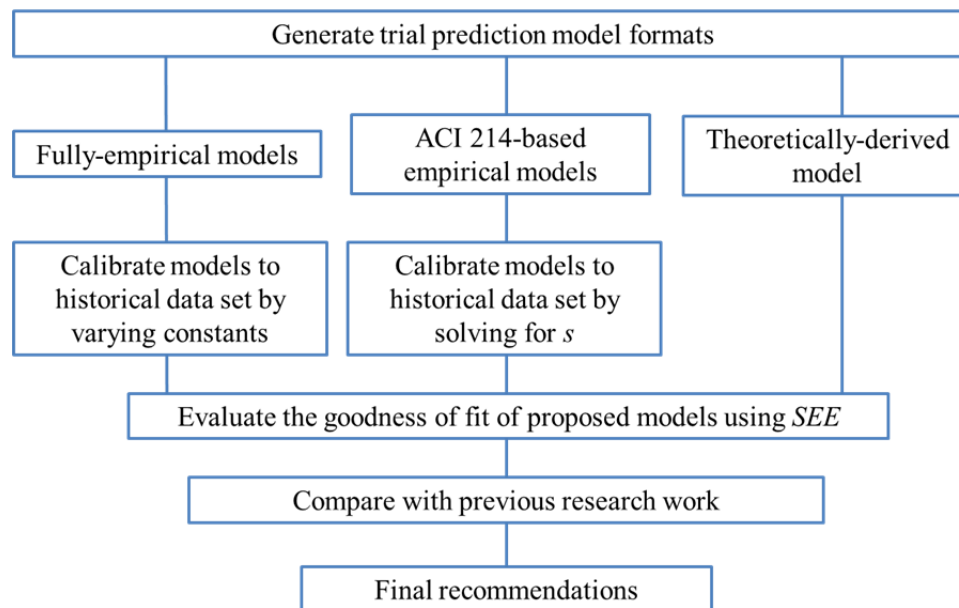 Generate trial prediction model formats
Fully-empirical models
ACI 214-based
empirical models
Theoretically-derived
model
Calibrate models to
historical data set by
varying constants
Calibrate models to
historical data set by
solving for s
Evaluate the goodness of fit of proposed models using SEE
Compare with previous research work
Final recommendations